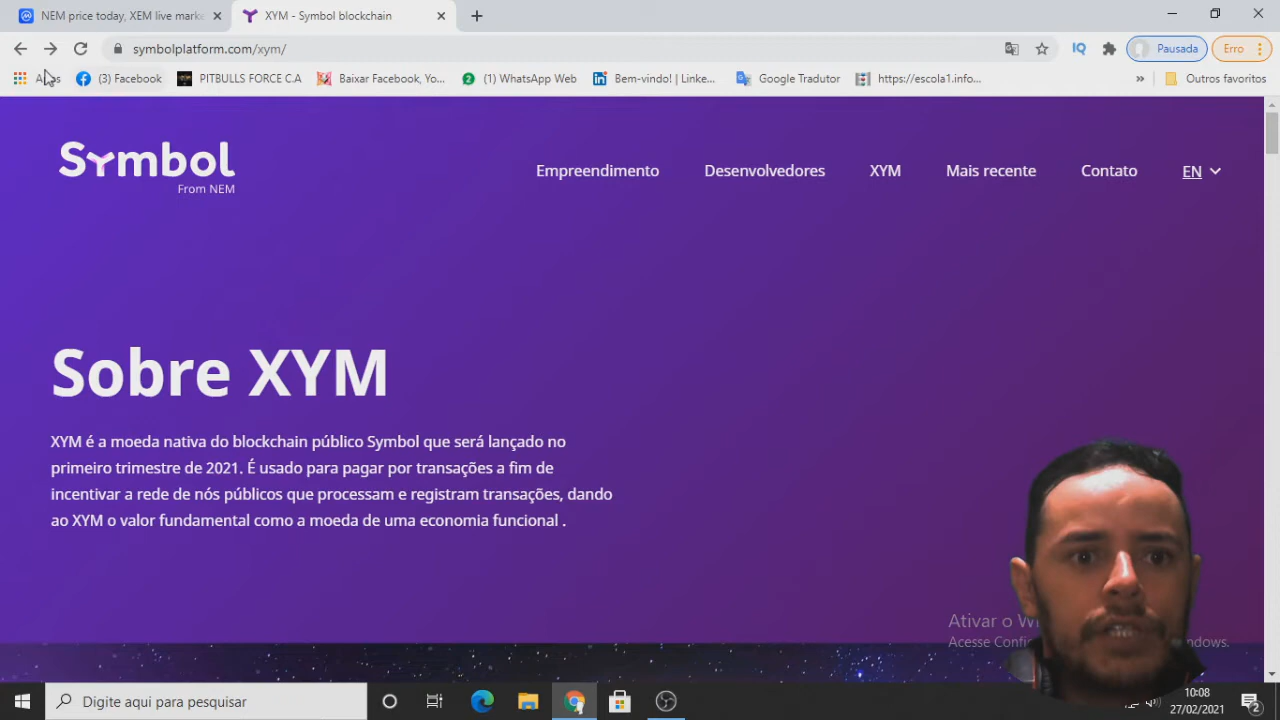 NEM price today, XEM live marke
XYM - Symbol blockchain
symbolplatform.com/xym/
Pausada
Erro
(3) Facebook
PITBULLS FORCE C.A
Baixar Facebook, Yo...
(1) WhatsApp Web
Bem-vindo! | Linke...
Google Tradutor
https://escola1.info...
»
Outros favoritos
Symbol
From NEM
Empreendimento
Desenvolvedores
XYM
Mais recente
Contato
EN
Sobre XYM
XYM é a moeda nativa do blockchain público Symbol que será lançado no
primeiro trimestre de 2021. É usado para pagar por transações a fim de
incentivar a rede de nós públicos que processam e registram transações, dando
ao XYM o valor fundamental como a moeda de uma economia funcional .
Ativar o
Acesse
Digite aqui para pesquisar
10:08
27/02/2021
2